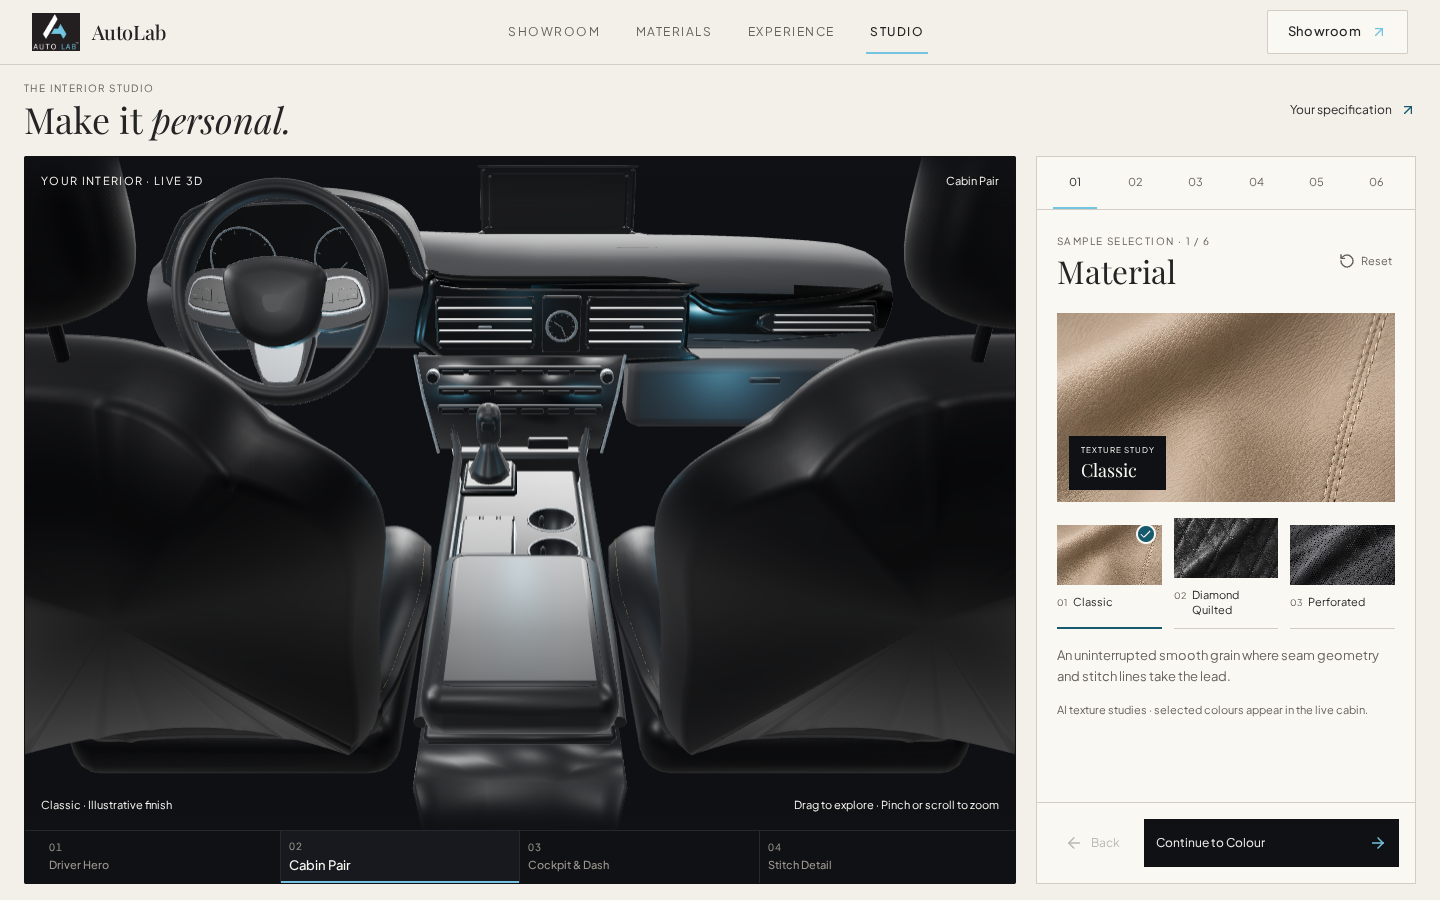 AUTO LAB
AutoLab
SHOWROOM
MATERIALS
EXPERIENCE
STUDIO
Showroom
THE INTERIOR STUDIO
Make it personal.
Your specification
YOUR INTERIOR · LIVE 3D
Cabin Pair
Classic · Illustrative finish
Drag to explore · Pinch or scroll to zoom
01
Driver Hero
02
Cabin Pair
03
Cockpit & Dash
04
Stitch Detail
01
02
03
04
05
06
SAMPLE SELECTION · 1 / 6
Material
Reset
TEXTURE STUDY
Classic
01 Classic
02 Diamond
Quilted
03 Perforated
An uninterrupted smooth grain where seam geometry
and stitch lines take the lead.
AI texture studies · selected colours appear in the live cabin.
Back
Continue to Colour